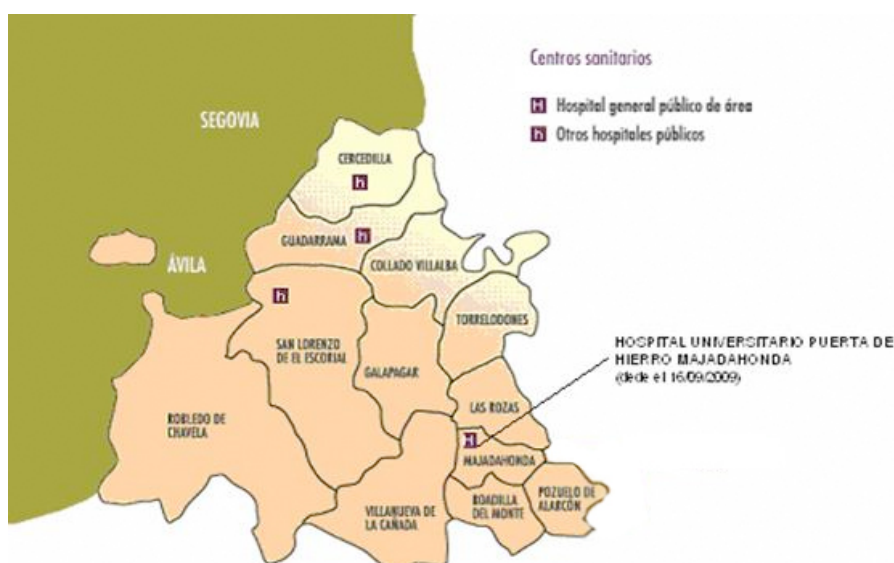 Centros sanitarios
H Hospital general público de área
h Otros hospitales públicos
SEGOVIA
CERCEDILLA
h
GUADARRAMA
h
COLLADO VILLALBA
ÁVILA
h
TORRELODONES
SAN LORENZO
DE EL ESCORIAL
GALAPAGAR
HOSPITAL UNIVERSITARIO PUERTA DE
HIERRO MAJADAHONDA
(dede el 16/09/2009)
LAS ROZAS
ROBLEDO DE
CHAVELA
H
MAJADAHONDA
VILLANUEVA DE
LA CAÑADA
BOADILLA
DEL MONTE
POZUELO DE
ALARCÓN